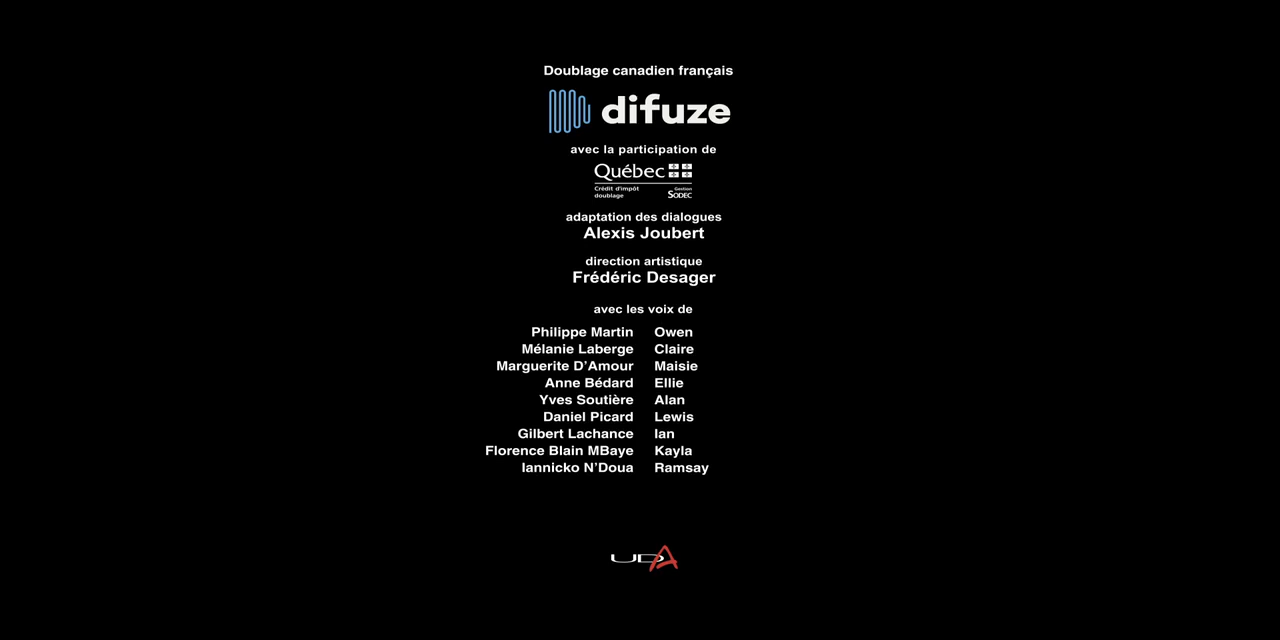 Doublage canadien français
difuze
avec la participation de
Québec
Crédit d'impôt Gestion
doublage SODEC
adaptation des dialogues
Alexis Joubert
direction artistique
Frédéric Desager
avec les voix de
Philippe Martin Owen
Mélanie Laberge Claire
Marguerite D’Amour Maisie
Anne Bédard Ellie
Yves Soutière Alan
Daniel Picard Lewis
Gilbert Lachance Ian
Florence Blain MBaye Kayla
Iannicko N’Doua Ramsay
UDA